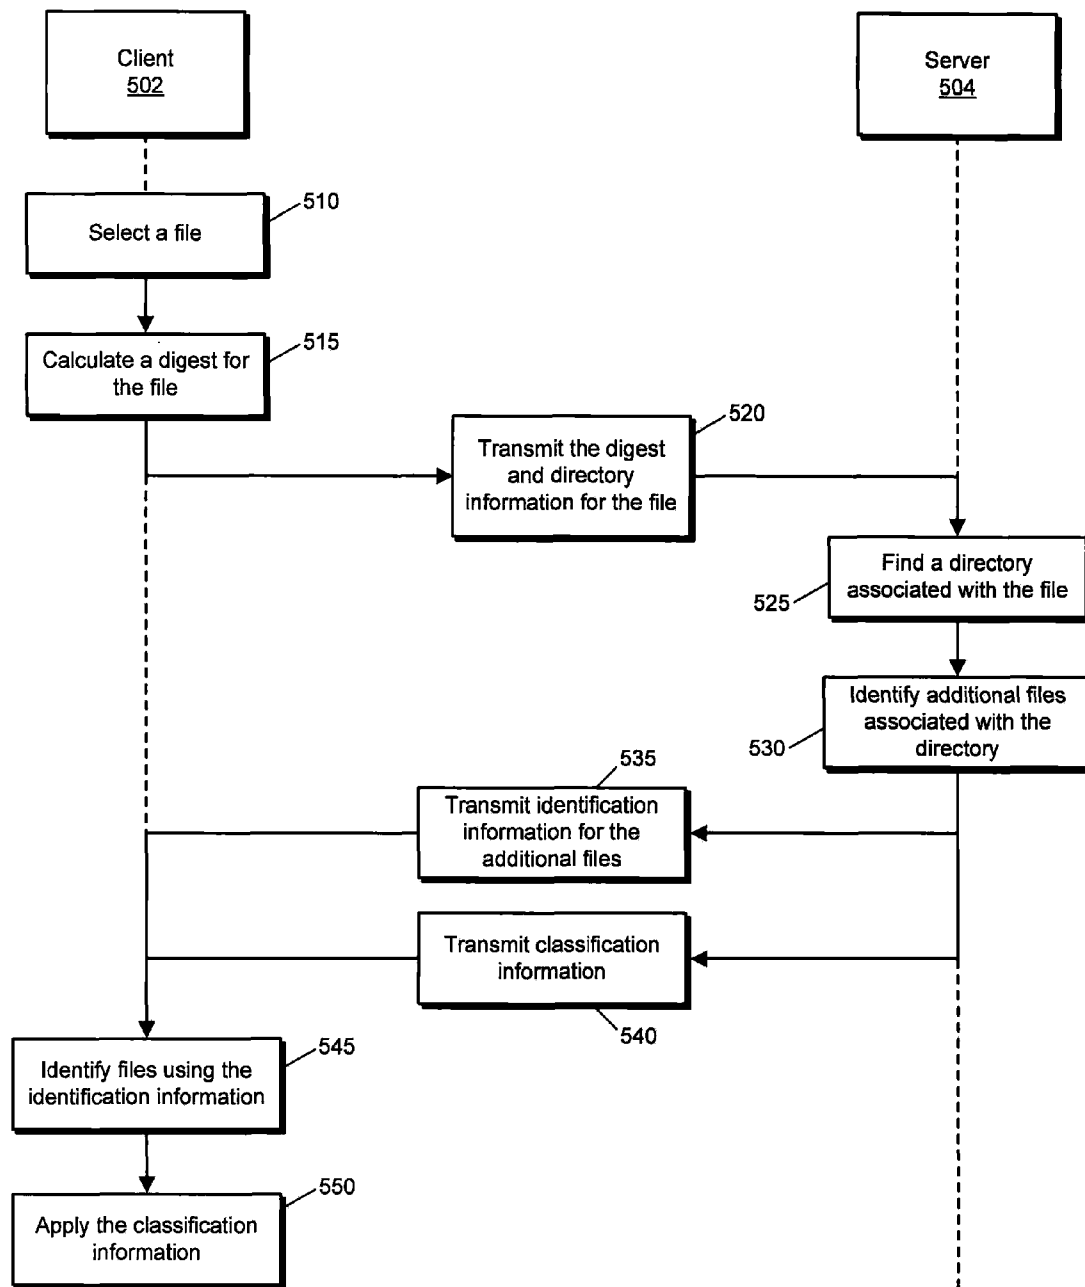 Client
502
Server
504
510
Select a file
515
Calculate a digest for
the file
520
Transmit the digest
and directory
information for the file
Find a directory
associated with the file
525
Identify additional files
associated with the
directory
530
535
Transmit identification
information for the
additional files
Transmit classification
information
540
545
Identify files using the
identification information
550
Apply the classification
information